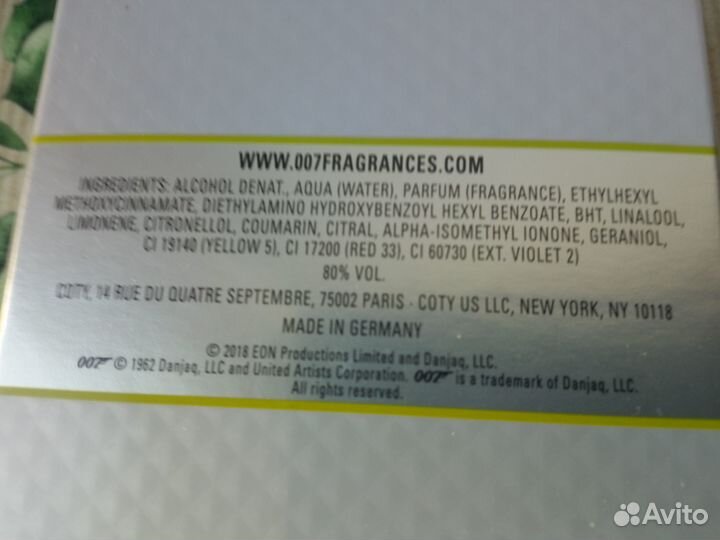 WWW.007FRAGRANCES.COM
INGREDIENTS: ALCOHOL DENAT., AQUA (WATER), PARFUM (FRAGRANCE), ETHYLHEXYL
METHOXYCINNAMATE, DIETHYLAMINO HYDROXYBENZOYL HEXYL BENZOATE, BHT, LINALOOL,
LIMONENE, CITRONELLOL, COUMARIN, CITRAL, ALPHA-ISOMETHYL IONONE, GERANIOL,
CI 19140 (YELLOW 5), CI 17200 (RED 33), CI 60730 (EXT. VIOLET 2)
80% VOL.
COTY, 14 RUE DU QUATRE SEPTEMBRE, 75002 PARIS - COTY US LLC, NEW YORK, NY 10118
MADE IN GERMANY
© 2018 EON Productions Limited and Danjaq, LLC.
007 © 1962 Danjaq, LLC and United Artists Corporation. 007 is a trademark of Danjaq, LLC.
All rights reserved.
Avito